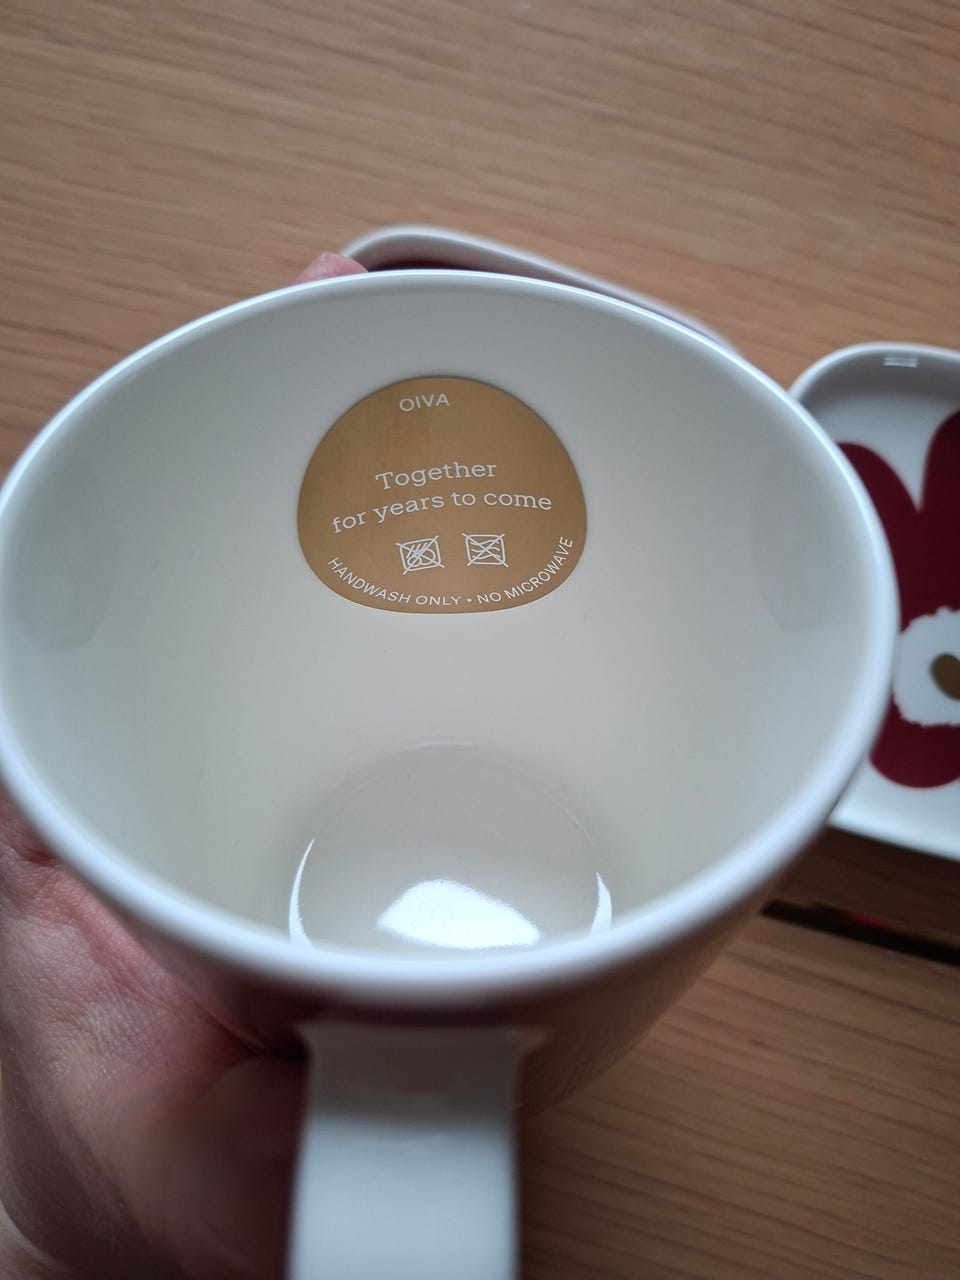 OIVA
Together
for years to come
HANDWASH ONLY • NO MICROWAVE